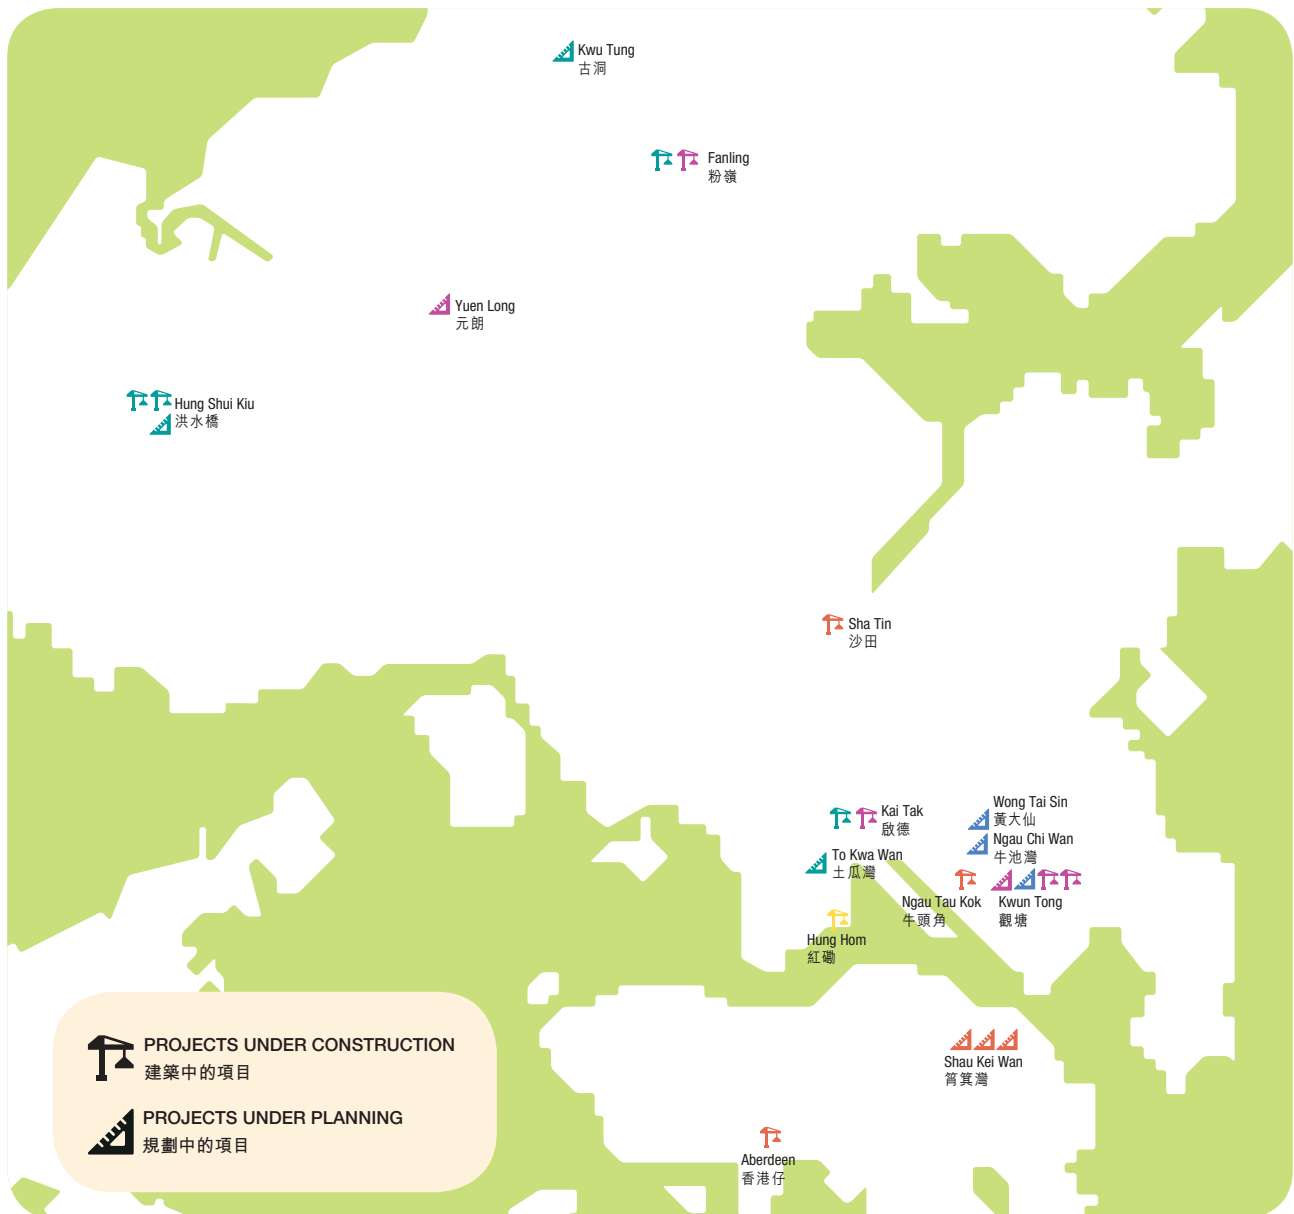 Kwu Tung
古洞
Fanling
粉嶺
Yuen Long
元朗
Hung Shui Kiu
洪水橋
Sha Tin
沙田
Kai Tak
啟德
Wong Tai Sin
黃大仙
Ngau Chi Wan
牛池灣
To Kwa Wan
土瓜灣
Ngau Tau Kok
牛頭角
Kwun Tong
觀塘
Hung Hom
紅磡
PROJECTS UNDER CONSTRUCTION
建築中的項目
PROJECTS UNDER PLANNING
規劃中的項目
Shau Kei Wan
筲箕灣
Aberdeen
香港仔